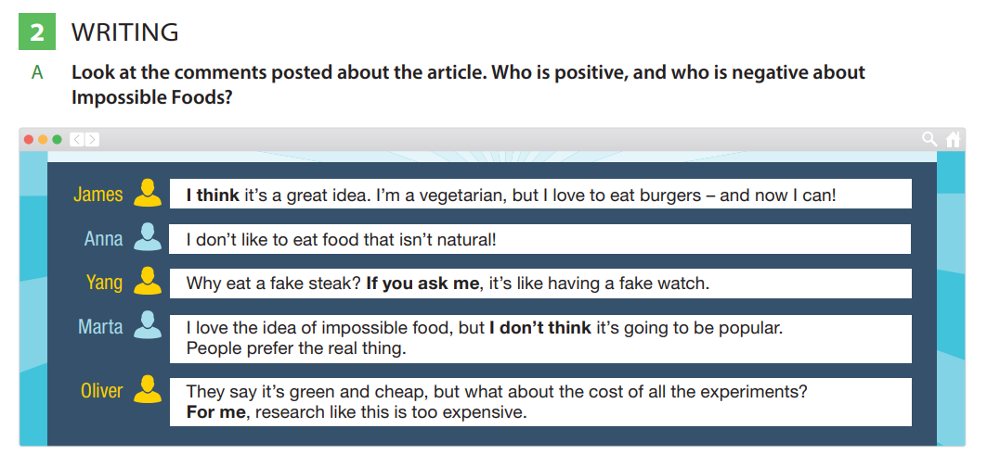 2 WRITING
A Look at the comments posted about the article. Who is positive, and who is negative about
Impossible Foods?
James I think it’s a great idea. I’m a vegetarian, but I love to eat burgers – and now I can!
Anna I don’t like to eat food that isn’t natural!
Yang Why eat a fake steak? If you ask me, it’s like having a fake watch.
Marta I love the idea of impossible food, but I don’t think it’s going to be popular.
People prefer the real thing.
Oliver They say it’s green and cheap, but what about the cost of all the experiments?
For me, research like this is too expensive.